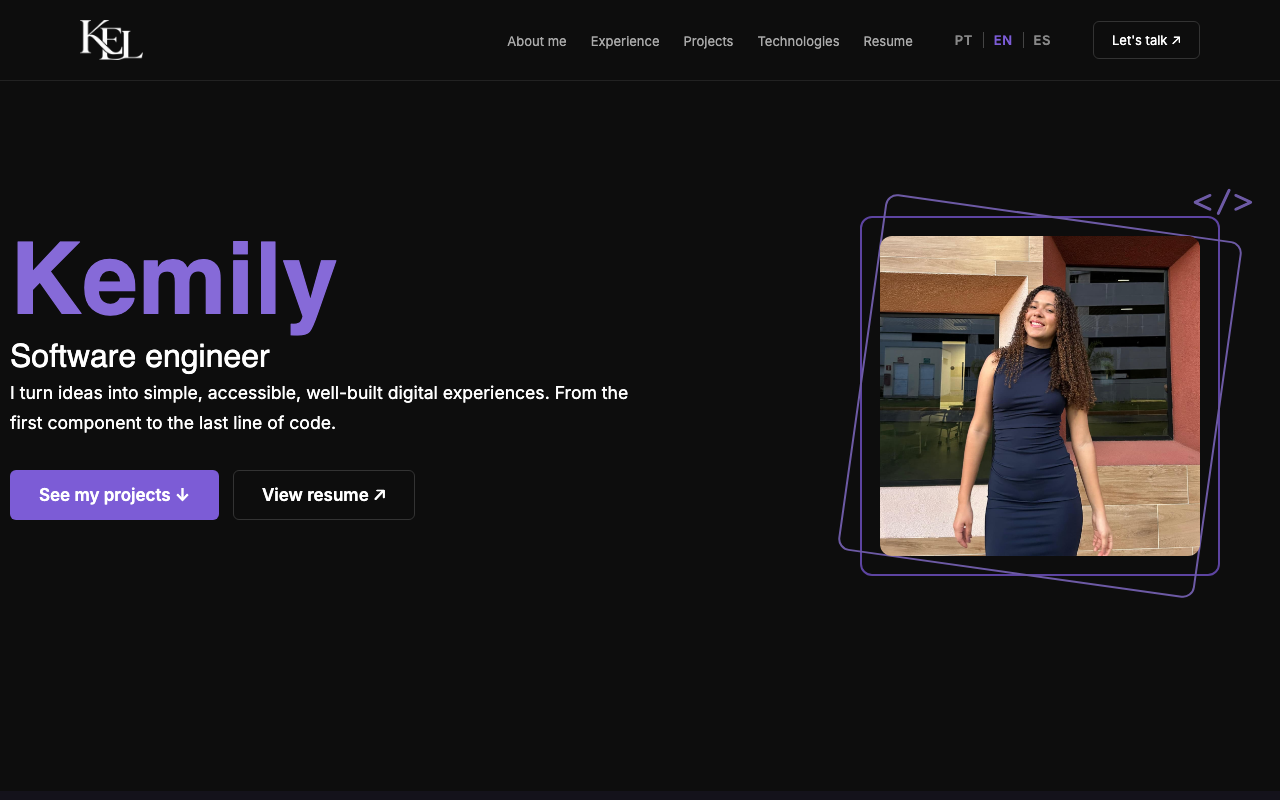 KEL
About me
Experience
Projects
Technologies
Resume
PT
EN
ES
Let's talk ↗
</>
Kemily
Software engineer
I turn ideas into simple, accessible, well-built digital experiences. From the
first component to the last line of code.
See my projects ↓
View resume ↗